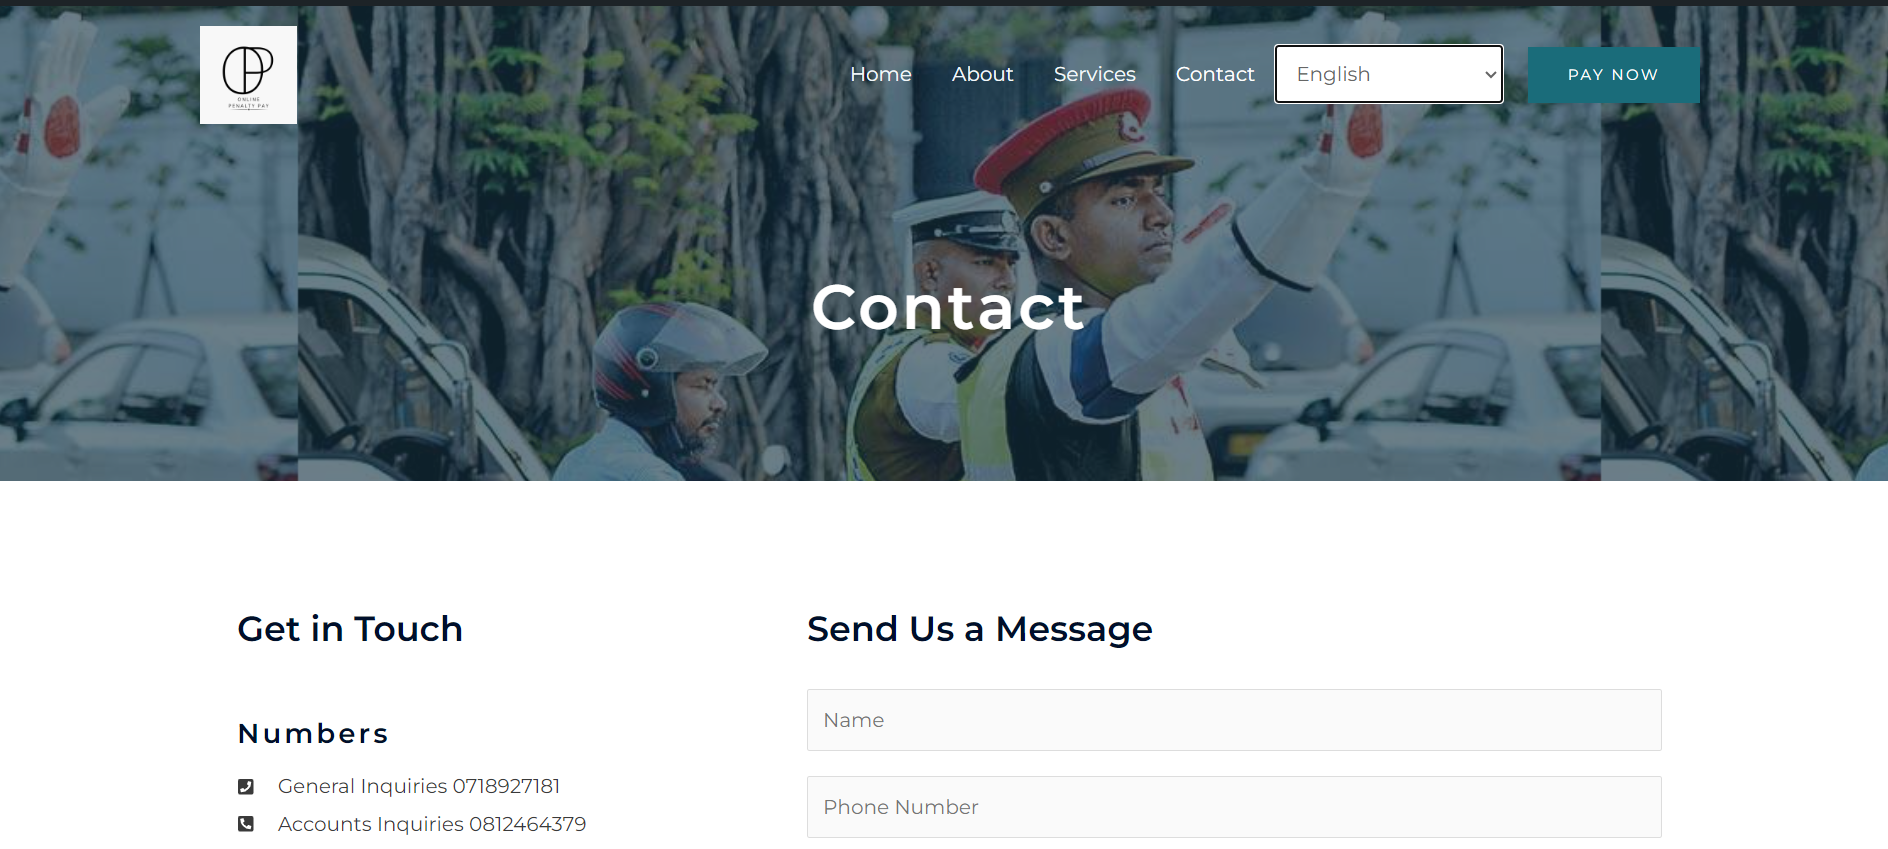 ONLINE
PENALTY PAY
Home About Services Contact English PAY NOW
Contact
Get in Touch
Send Us a Message
Numbers
General Inquiries 0718927181
Accounts Inquiries 0812464379
Name
Phone Number